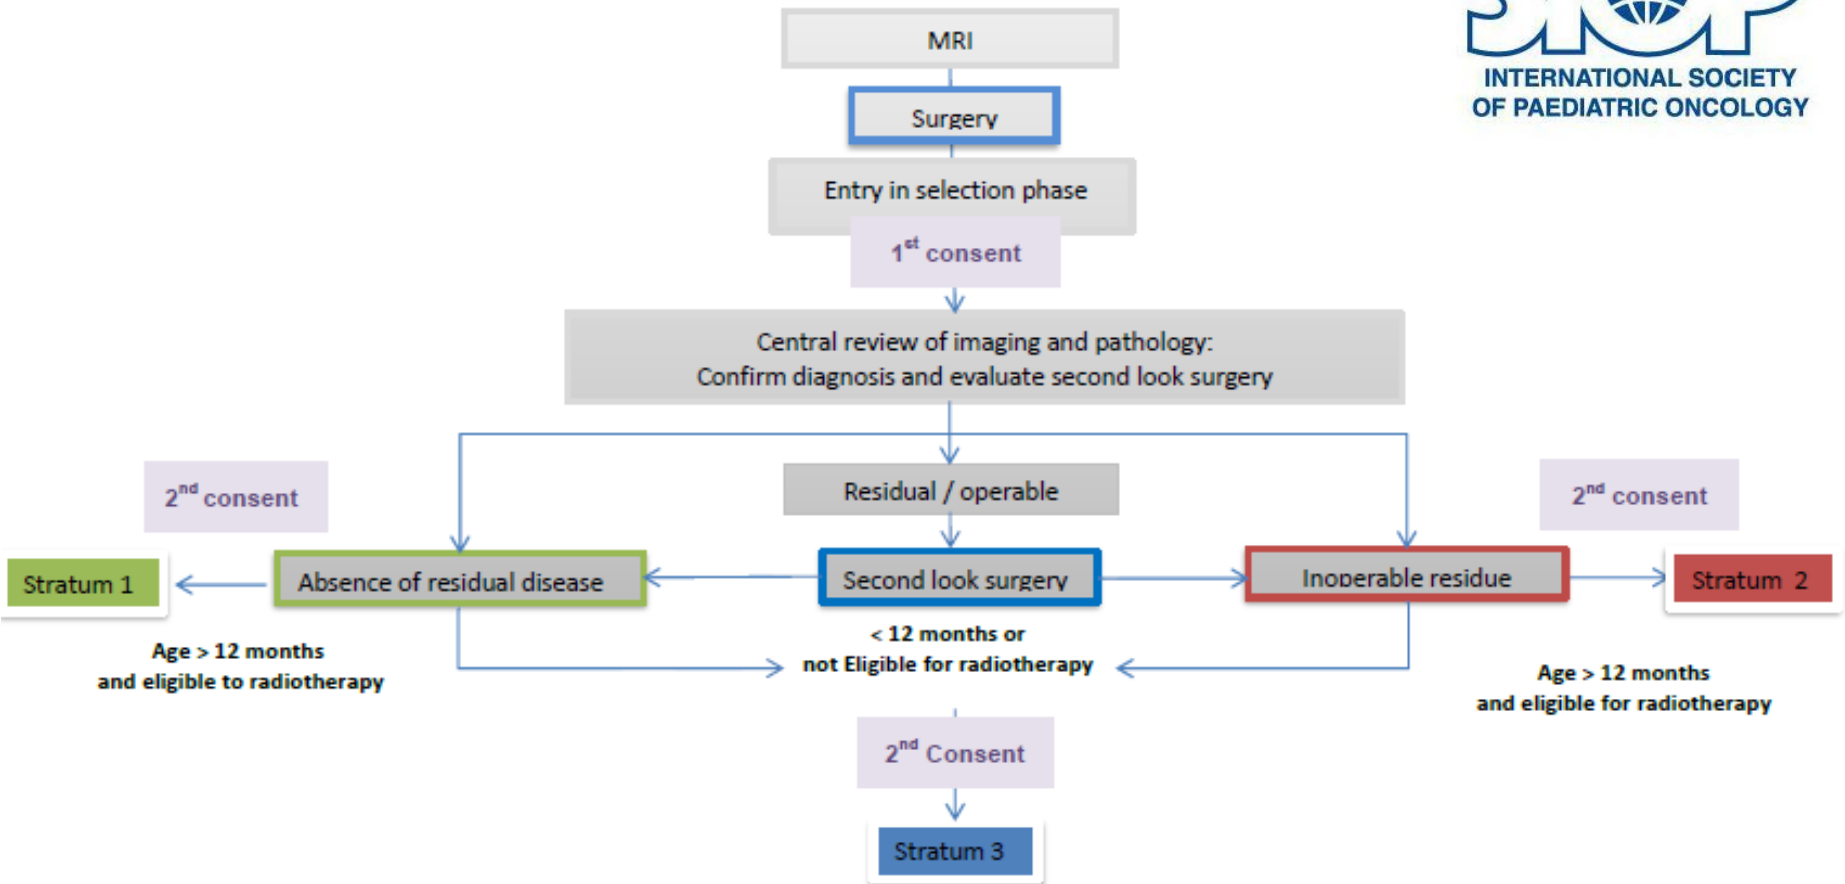 MRI
SIOP
INTERNATIONAL SOCIETY
OF PAEDIATRIC ONCOLOGY
Surgery
Entry in selection phase
1st consent
Central review of imaging and pathology:
Confirm diagnosis and evaluate second look surgery
2nd consent
Residual / operable
2nd consent
Stratum 1
Absence of residual disease
Second look surgery
Inoperable residue
Stratum 2
Age > 12 months
and eligible to radiotherapy
< 12 months or
not Eligible for radiotherapy
Age > 12 months
and eligible for radiotherapy
2nd Consent
Stratum 3